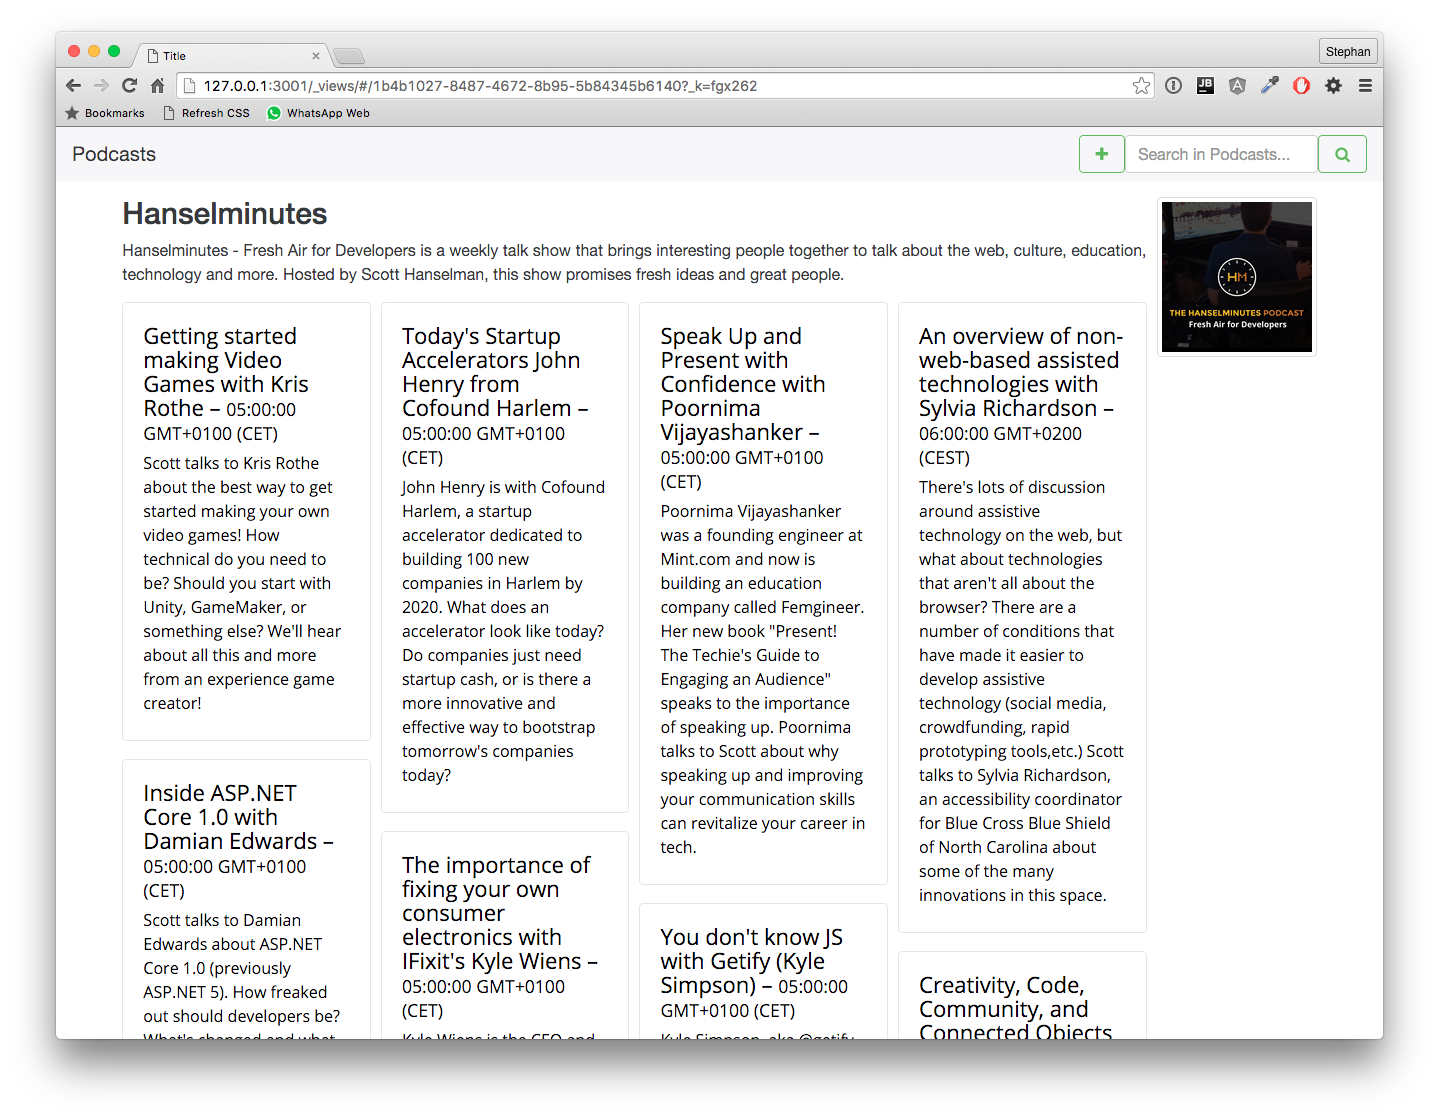 Title
Stephan
127.0.0.1:3001/_views/#/1b4b1027-8487-4672-8b95-5b84345b6140?_k=fgx262
Bookmarks
Refresh CSS
WhatsApp Web
Podcasts
Search in Podcasts...
Hanselminutes
Hanselminutes - Fresh Air for Developers is a weekly talk show that brings interesting people together to talk about the web, culture, education,
technology and more. Hosted by Scott Hanselman, this show promises fresh ideas and great people.
HM
THE HANSELMINUTES PODCAST
Fresh Air for Developers
Getting started
making Video
Games with Kris
Rothe – 05:00:00
GMT+0100 (CET)
Scott talks to Kris Rothe
about the best way to get
started making your own
video games! How
technical do you need to
be? Should you start with
Unity, GameMaker, or
something else? We'll hear
about all this and more
from an experience game
creator!
Inside ASP.NET
Core 1.0 with
Damian Edwards –
05:00:00 GMT+0100
(CET)
Scott talks to Damian
Edwards about ASP.NET
Core 1.0 (previously
ASP.NET 5). How freaked
out should developers be?
What's changed and what
Today's Startup
Accelerators John
Henry from
Cofound Harlem –
05:00:00 GMT+0100
(CET)
John Henry is with Cofound
Harlem, a startup
accelerator dedicated to
building 100 new
companies in Harlem by
2020. What does an
accelerator look like today?
Do companies just need
startup cash, or is there a
more innovative and
effective way to bootstrap
tomorrow's companies
today?
The importance of
fixing your own
consumer
electronics with
IFixit's Kyle Wiens –
05:00:00 GMT+0100
(CET)
Kyle Wiens is the CEO and
Speak Up and
Present with
Confidence with
Poornima
Vijayashanker –
05:00:00 GMT+0100
(CET)
Poornima Vijayashanker
was a founding engineer at
Mint.com and now is
building an education
company called Femgineer.
Her new book "Present!
The Techie's Guide to
Engaging an Audience"
speaks to the importance
of speaking up. Poornima
talks to Scott about why
speaking up and improving
your communication skills
can revitalize your career in
tech.
You don't know JS
with Getify (Kyle
Simpson) – 05:00:00
GMT+0100 (CET)
Kyle Simpson, aka @getify
An overview of non-
web-based assisted
technologies with
Sylvia Richardson –
06:00:00 GMT+0200
(CEST)
There's lots of discussion
around assistive
technology on the web, but
what about technologies
that aren't all about the
browser? There are a
number of conditions that
have made it easier to
develop assistive
technology (social media,
crowdfunding, rapid
prototyping tools,etc.) Scott
talks to Sylvia Richardson,
an accessibility coordinator
for Blue Cross Blue Shield
of North Carolina about
some of the many
innovations in this space.
Creativity, Code,
Community, and
Connected Objects